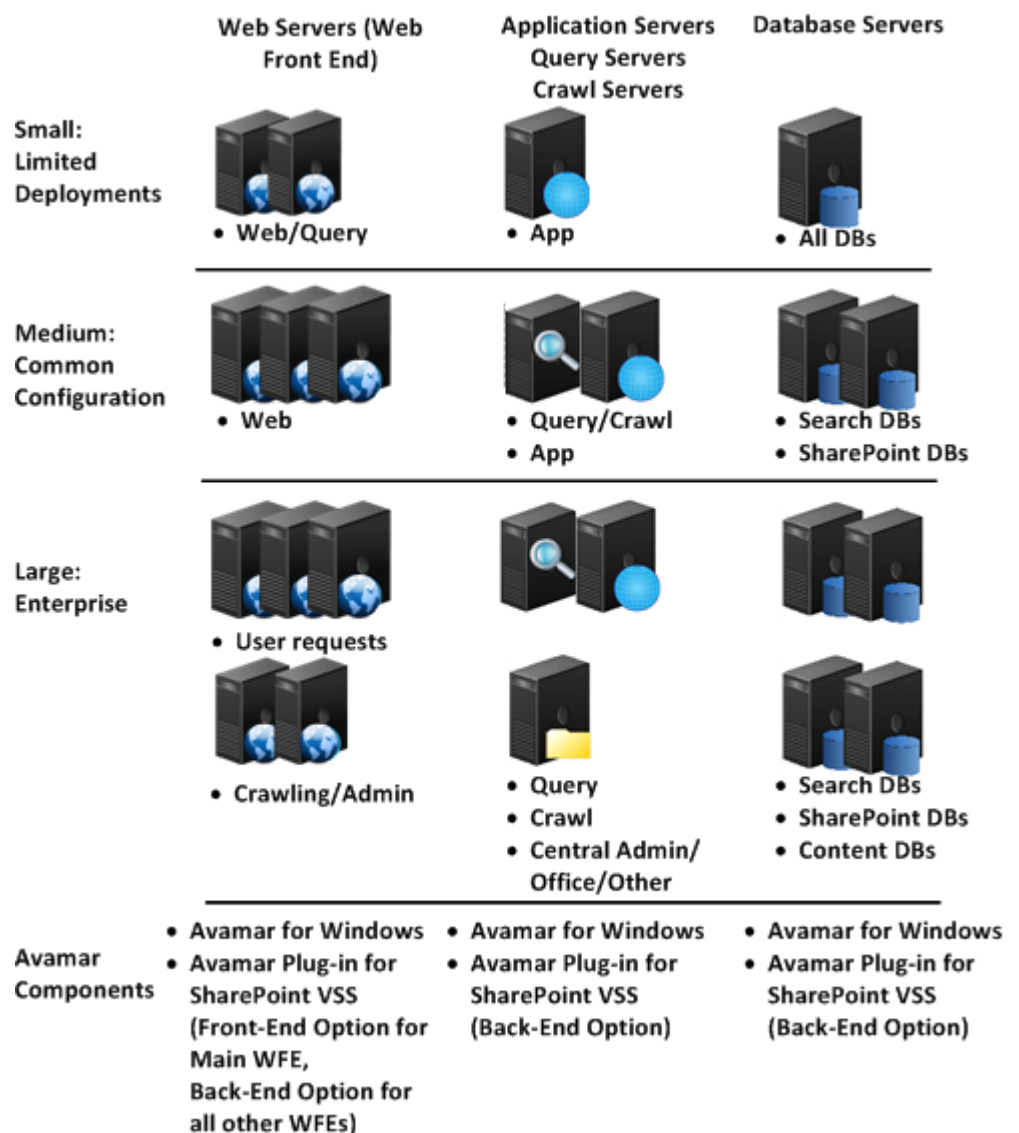 Web Servers (Web
Front End)
Application Servers
Query Servers
Crawl Servers
Database Servers
Small:
Limited
Deployments
• Web/Query
• App
• All DBs
Medium:
Common
Configuration
• Web
• Query/Crawl
• App
• Search DBs
• SharePoint DBs
Large:
Enterprise
• User requests
• Crawling/Admin
• Query
• Crawl
• Central Admin/
Office/Other
• Search DBs
• SharePoint DBs
• Content DBs
Avamar
Components
• Avamar for Windows
• Avamar Plug-in for
SharePoint VSS
(Front-End Option for
Main WFE,
Back-End Option for
all other WFEs)
• Avamar for Windows
• Avamar Plug-in for
SharePoint VSS
(Back-End Option)
• Avamar for Windows
• Avamar Plug-in for
SharePoint VSS
(Back-End Option)